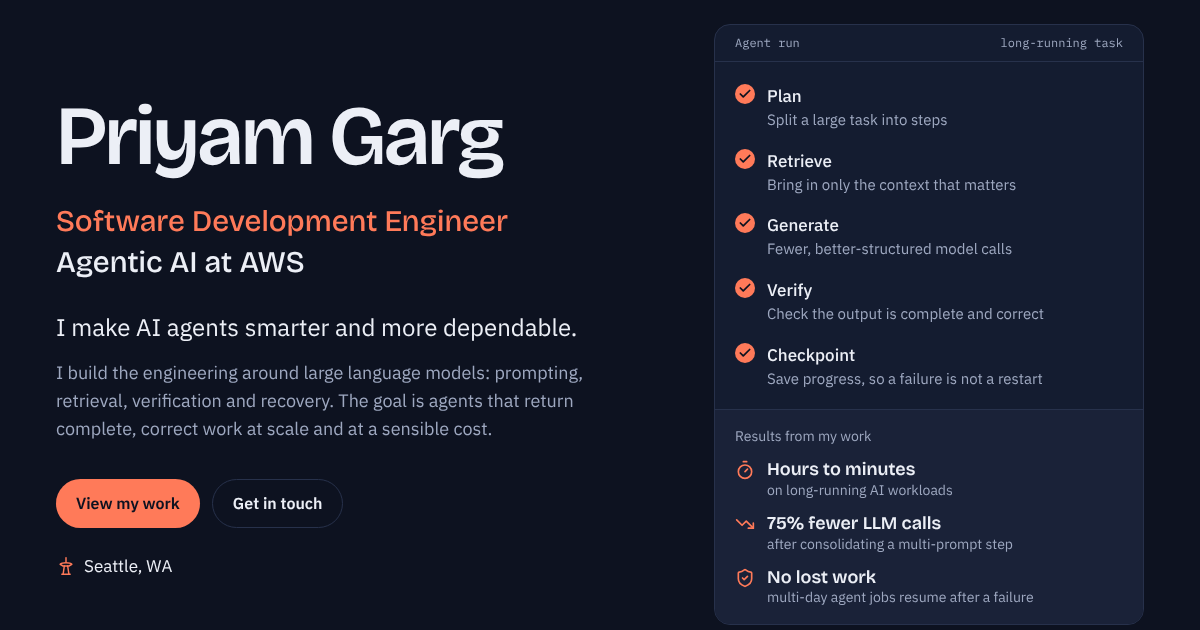 Priyam Garg
Software Development Engineer
Agentic AI at AWS
I make AI agents smarter and more dependable.
I build the engineering around large language models: prompting,
retrieval, verification and recovery. The goal is agents that return
complete, correct work at scale and at a sensible cost.
View my work
Get in touch
Seattle, WA
Agent run
long-running task
Plan
Split a large task into steps
Retrieve
Bring in only the context that matters
Generate
Fewer, better-structured model calls
Verify
Check the output is complete and correct
Checkpoint
Save progress, so a failure is not a restart
Results from my work
Hours to minutes
on long-running AI workloads
75% fewer LLM calls
after consolidating a multi-prompt step
No lost work
multi-day agent jobs resume after a failure